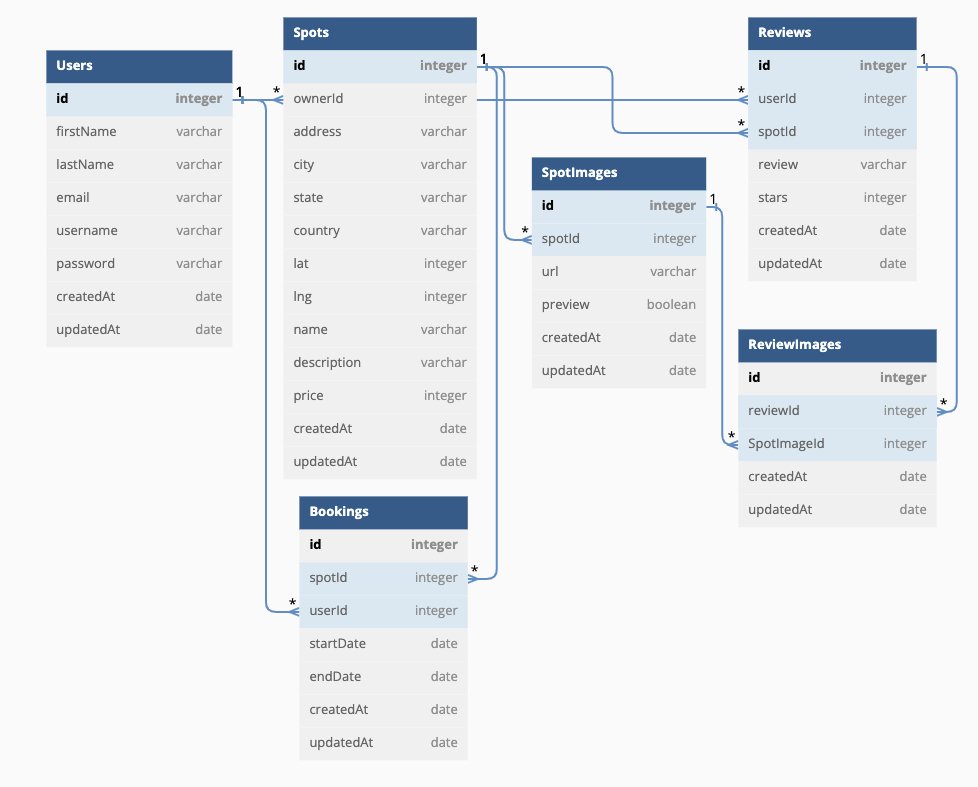 Users
id integer
firstName varchar
lastName varchar
email varchar
username varchar
password varchar
createdAt date
updatedAt date
1
*
Spots
id integer
ownerId integer
address varchar
city varchar
state varchar
country varchar
lat integer
lng integer
name varchar
description varchar
price integer
createdAt date
updatedAt date
1
*
SpotImages
id integer
spotId integer
url varchar
preview boolean
createdAt date
updatedAt date
1
*
*
Reviews
id integer
userId integer
spotId integer
review varchar
stars integer
createdAt date
updatedAt date
1
*
*
ReviewImages
id integer
reviewId integer
SpotImageId integer
createdAt date
updatedAt date
*
*
Bookings
id integer
spotId integer
userId integer
startDate date
endDate date
createdAt date
updatedAt date